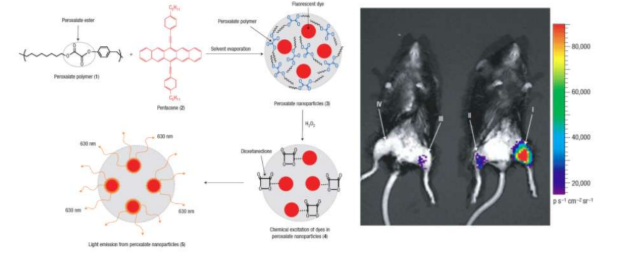 Fluorescent dye
Peroxalate ester
Peroxalate polymer
Solvent evaporation
Peroxalate polymer (1)
Pentacene (2)
Peroxalate nanoparticles (3)
H₂O₂
Dioxetanedione
630 nm
630 nm
630 nm
630 nm
Light emission from peroxalate nanoparticles (5)
Chemical excitation of dyes in
peroxalate nanoparticles (4)
IV
III
II
I
80,000
60,000
40,000
20,000
p s⁻¹ cm⁻² sr⁻¹